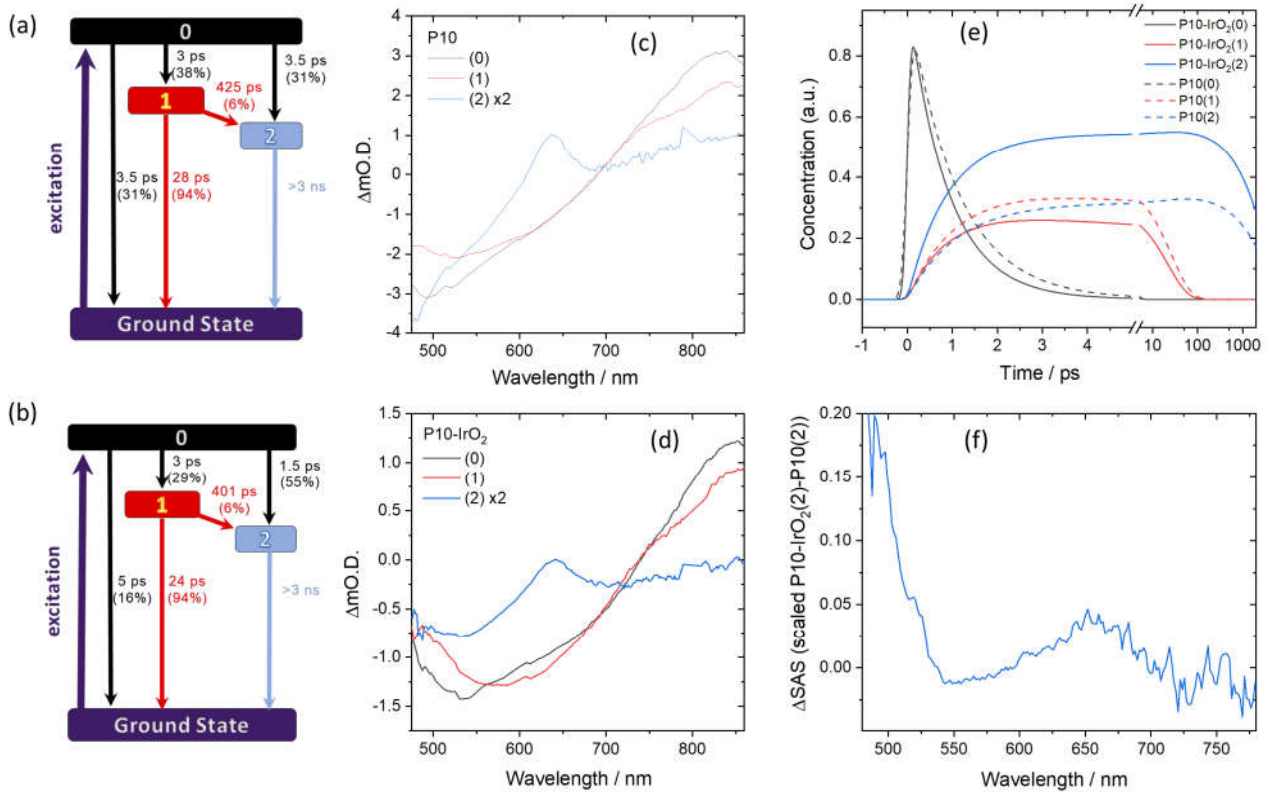 (a)
0
excitation
3.5 ps
(31%)
3 ps
(38%)
3.5 ps
(31%)
1
425 ps
(6%)
2
28 ps
(94%)
>3 ns
Ground State
(c)
P10
(0)
(1)
(2) x2
ΔmO.D.
4
3
2
1
0
-1
-2
-3
-4
500
600
700
800
Wavelength / nm
(e)
P10-IrO₂(0)
P10-IrO₂(1)
P10-IrO₂(2)
P10(0)
P10(1)
P10(2)
Concentration (a.u.)
0.8
0.6
0.4
0.2
0.0
-1
0
1
2
3
4
10
100
1000
Time / ps
(b)
0
excitation
5 ps
(16%)
3 ps
(29%)
1.5 ps
(55%)
1
401 ps
(6%)
2
24 ps
(94%)
>3 ns
Ground State
(d)
P10-IrO₂
(0)
(1)
(2) x2
ΔmO.D.
1.5
1.0
0.5
0.0
-0.5
-1.0
-1.5
500
600
700
800
Wavelength / nm
(f)
ΔSAS (scaled P10-IrO₂(2)-P10(2))
0.20
0.15
0.10
0.05
0.00
500
550
600
650
700
750
Wavelength / nm